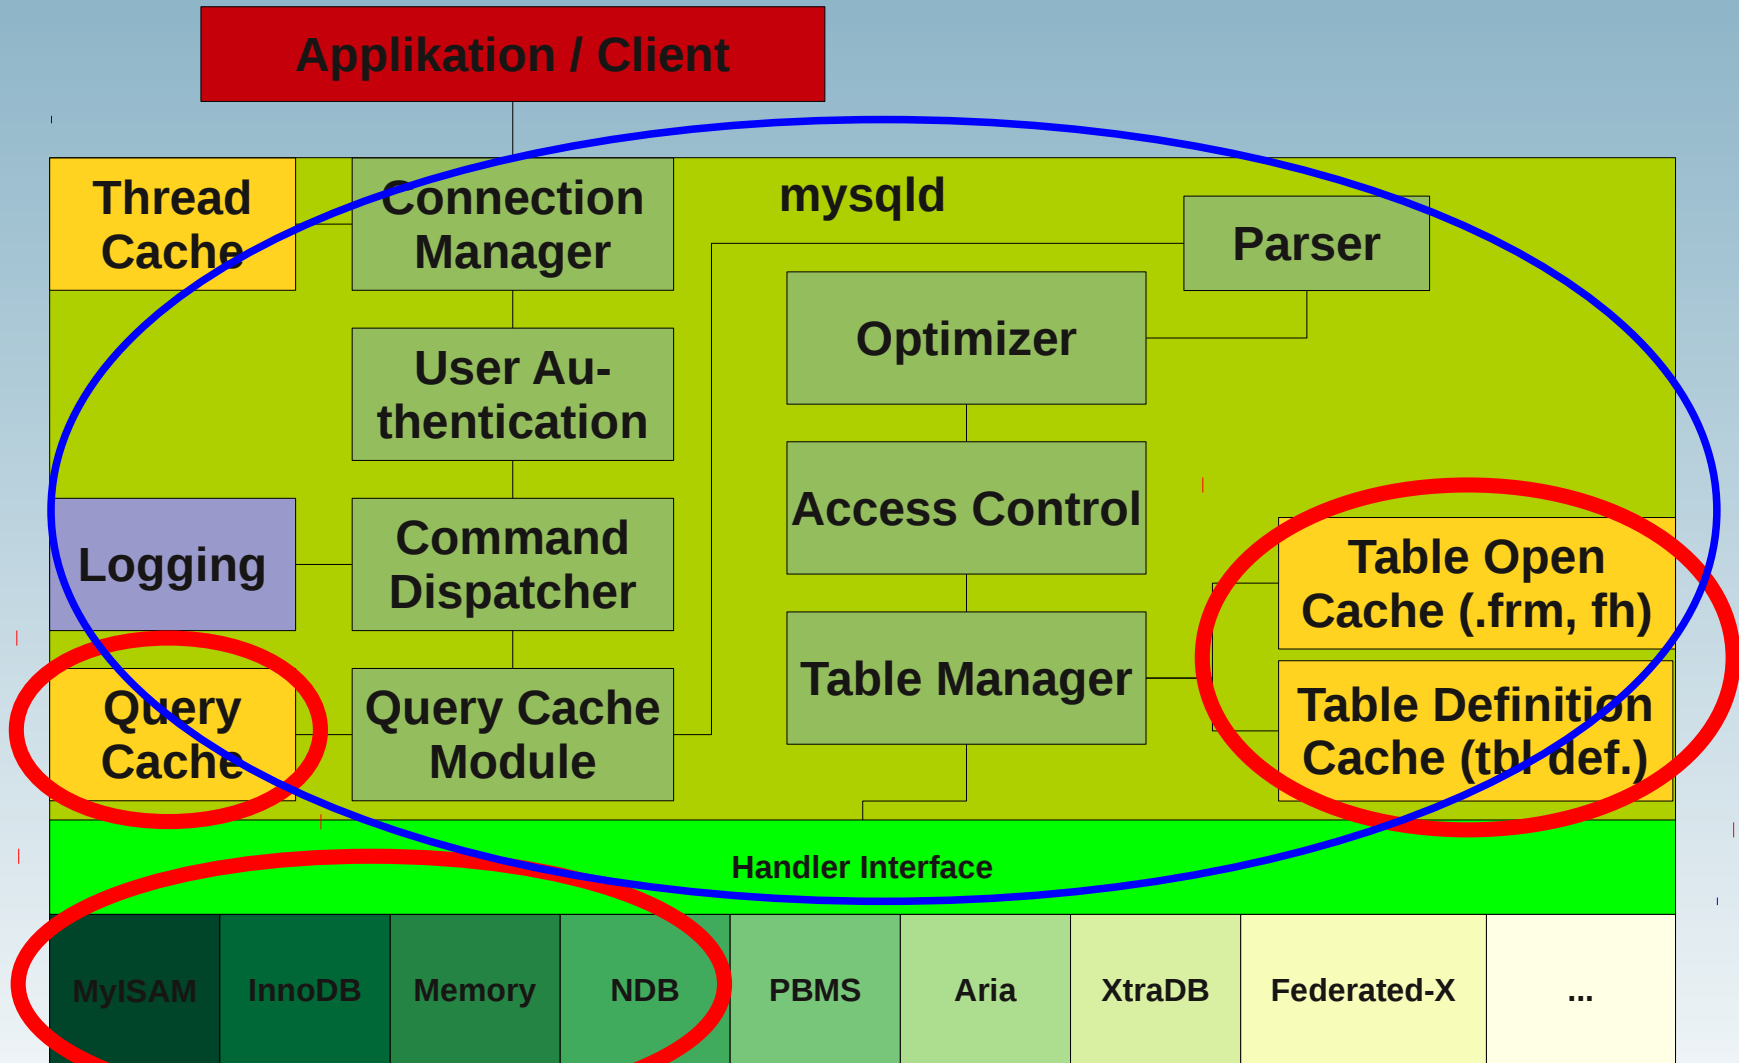 Applikation / Client
Thread
Cache
Connection
Manager
mysqld
Parser
Optimizer
User Au-
thentication
Access Control
Logging
Command
Dispatcher
Table Open
Cache (.frm, fh)
Query
Cache
Query Cache
Module
Table Manager
Table Definition
Cache (tbl def.)
Handler Interface
MyISAM
InnoDB
Memory
NDB
PBMS
Aria
XtraDB
Federated-X
...